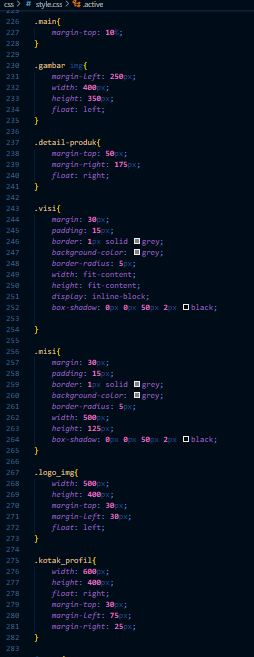 css > # style.css > .active
226 .main{
227 margin-top: 10%;
228 }
229
230 .gambar img{
231 margin-left: 250px;
232 width: 400px;
233 height: 350px;
234 float: left;
235 }
236
237 .detail-produk{
238 margin-top: 50px;
239 margin-right: 175px;
240 float: right;
241 }
242
243 .visi{
244 margin: 30px;
245 padding: 15px;
246 border: 1px solid grey;
247 background-color: grey;
248 border-radius: 5px;
249 width: fit-content;
250 height: fit-content;
251 display: inline-block;
252 box-shadow: 0px 0px 50px 2px black;
253
254 }
255
256 .misi{
257 margin: 30px;
258 padding: 15px;
259 border: 1px solid grey;
260 background-color: grey;
261 border-radius: 5px;
262 width: 500px;
263 height: 125px;
264 box-shadow: 0px 0px 50px 2px black;
265 }
266
267 .logo_img{
268 width: 500px;
269 height: 400px;
270 margin-top: 30px;
271 margin-left: 30px;
272 float: left;
273 }
274
275 .kotak_profil{
276 width: 600px;
277 height: 400px;
278 float: right;
279 margin-top: 30px;
280 margin-left: 75px;
281 margin-right: 25px;
282 }
283